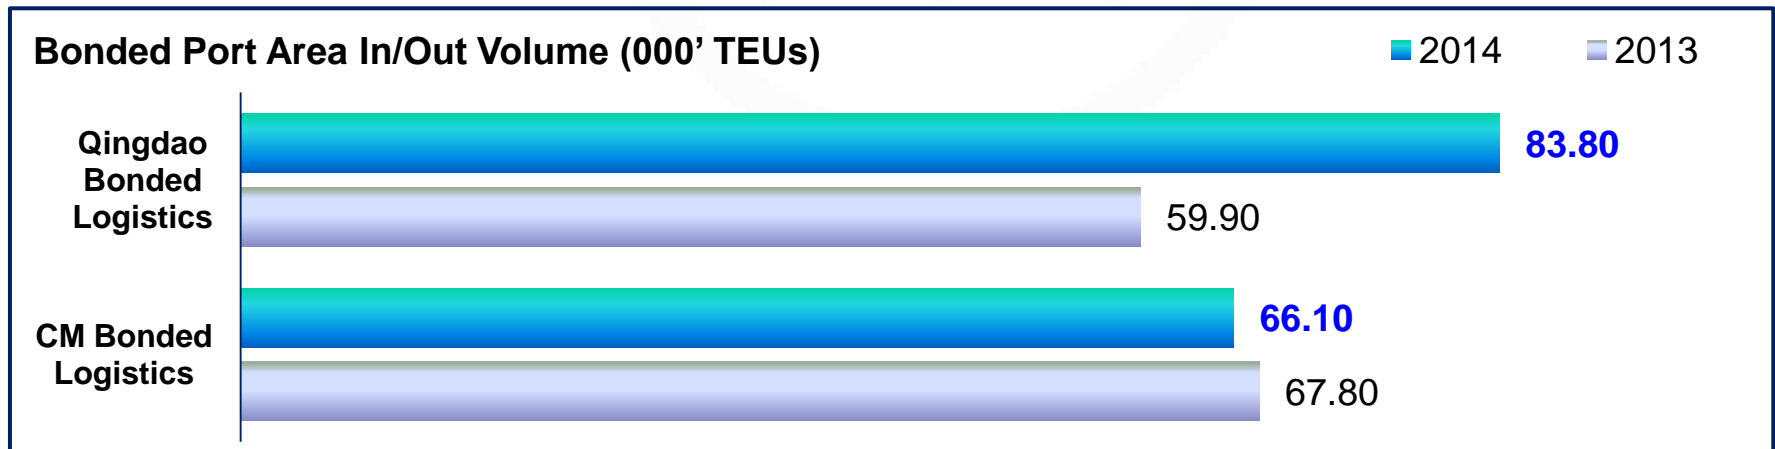 Bonded Port Area In/Out Volume (000’ TEUs)
2014
2013
Qingdao
Bonded
Logistics
83.80
59.90
CM Bonded
Logistics
66.10
67.80